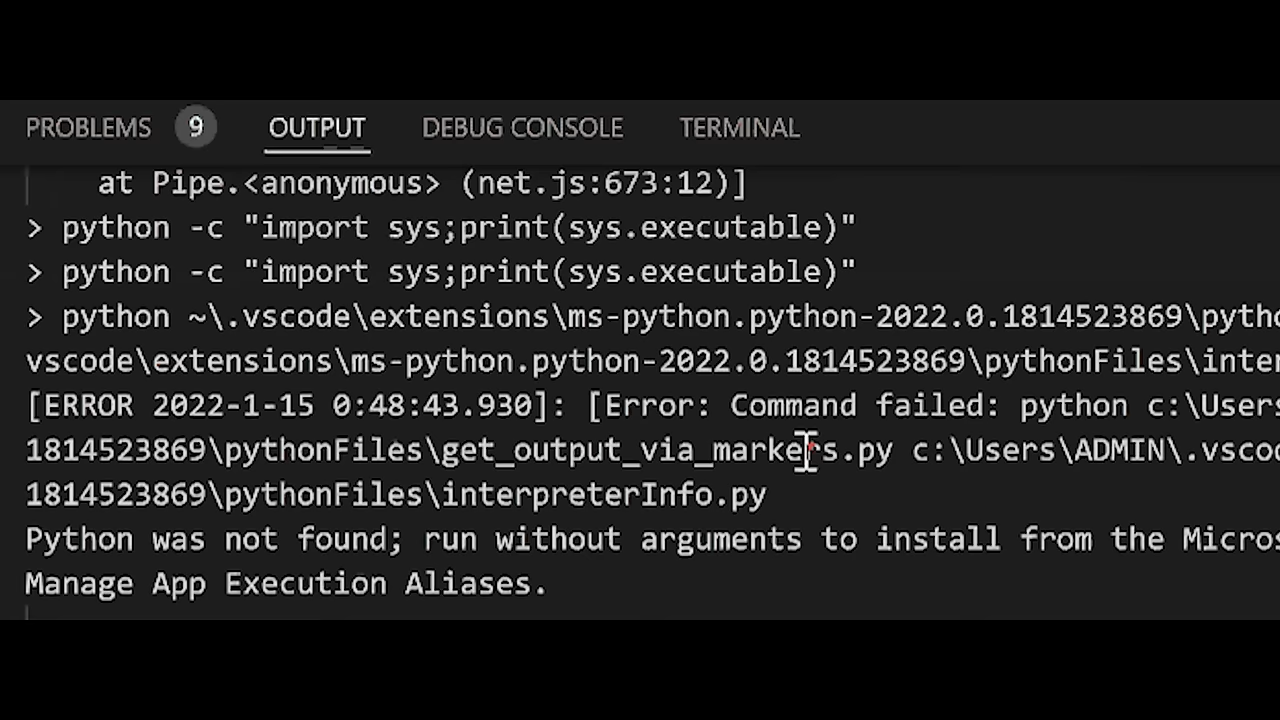 PROBLEMS 9 OUTPUT DEBUG CONSOLE TERMINAL
at Pipe.<anonymous> (net.js:673:12)]
> python -c "import sys;print(sys.executable)"
> python -c "import sys;print(sys.executable)"
> python ~\.vscode\extensions\ms-python.python-2022.0.1814523869\pytho
vscode\extensions\ms-python.python-2022.0.1814523869\pythonFiles\inter
[ERROR 2022-1-15 0:48:43.930]: [Error: Command failed: python c:\Users
1814523869\pythonFiles\get_output_via_markers.py c:\Users\ADMIN\.vscod
1814523869\pythonFiles\interpreterInfo.py
Python was not found; run without arguments to install from the Micros
Manage App Execution Aliases.